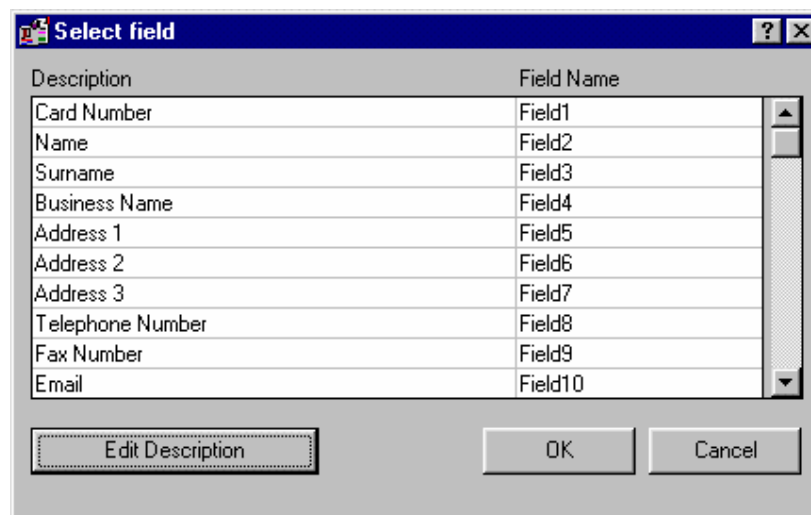 Select field
Description Field Name
Card Number Field1
Name Field2
Surname Field3
Business Name Field4
Address 1 Field5
Address 2 Field6
Address 3 Field7
Telephone Number Field8
Fax Number Field9
Email Field10
Edit Description OK Cancel